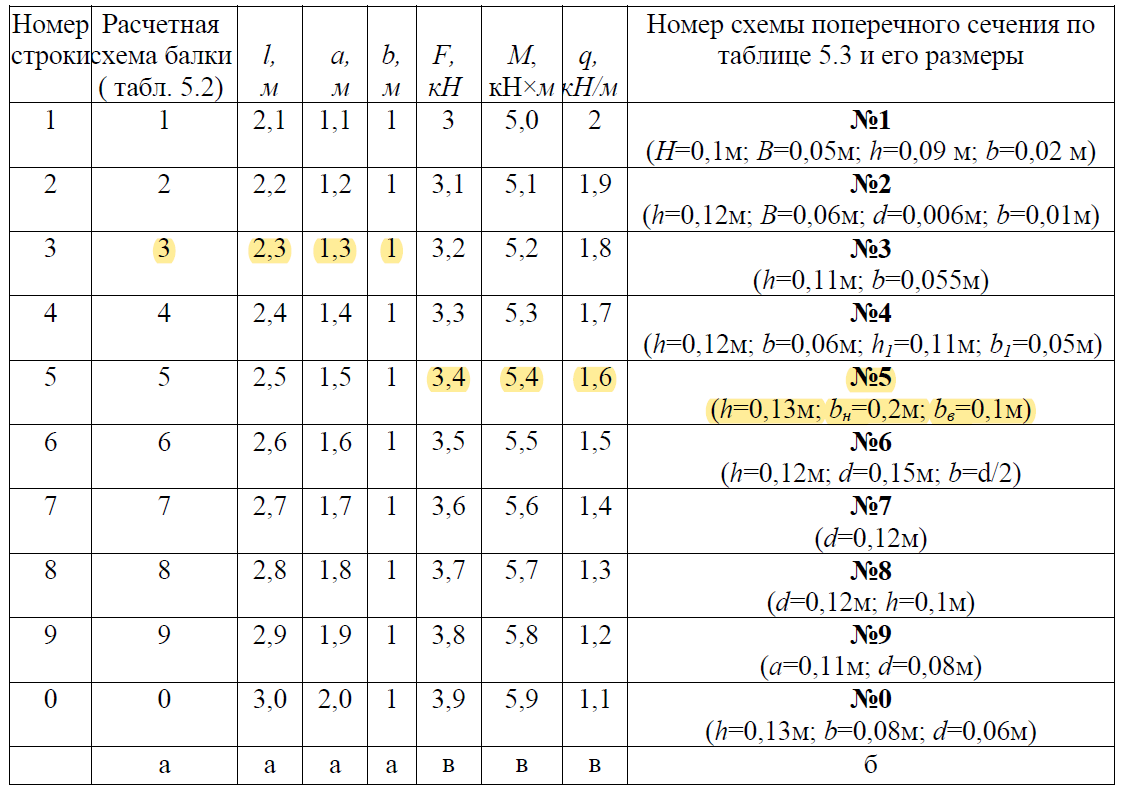 Номер строки Расчетная схема балки ( табл. 5.2) l, м a, м b, м F, кН M, кН×м q, кН/м Номер схемы поперечного сечения по таблице 5.3 и его размеры
1 1 2,1 1,1 1 3 5,0 2 №1
(H=0,1м; B=0,05м; h=0,09 м; b=0,02 м)
2 2 2,2 1,2 1 3,1 5,1 1,9 №2
(h=0,12м; B=0,06м; d=0,006м; b=0,01м)
3 3 2,3 1,3 1 3,2 5,2 1,8 №3
(h=0,11м; b=0,055м)
4 4 2,4 1,4 1 3,3 5,3 1,7 №4
(h=0,12м; b=0,06м; h1=0,11м; b1=0,05м)
5 5 2,5 1,5 1 3,4 5,4 1,6 №5
(h=0,13м; bн=0,2м; bв=0,1м)
6 6 2,6 1,6 1 3,5 5,5 1,5 №6
(h=0,12м; d=0,15м; b=d/2)
7 7 2,7 1,7 1 3,6 5,6 1,4 №7
(d=0,12м)
8 8 2,8 1,8 1 3,7 5,7 1,3 №8
(d=0,12м; h=0,1м)
9 9 2,9 1,9 1 3,8 5,8 1,2 №9
(a=0,11м; d=0,08м)
0 0 3,0 2,0 1 3,9 5,9 1,1 №0
(h=0,13м; b=0,08м; d=0,06м)
а а а а в в в б